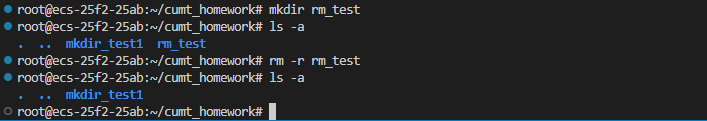 root@ecs-25f2-25ab:~/cumt_homework# mkdir rm_test
root@ecs-25f2-25ab:~/cumt_homework# ls -a
. .. mkdir_test1 rm_test
root@ecs-25f2-25ab:~/cumt_homework# rm -r rm_test
root@ecs-25f2-25ab:~/cumt_homework# ls -a
. .. mkdir_test1
root@ecs-25f2-25ab:~/cumt_homework#